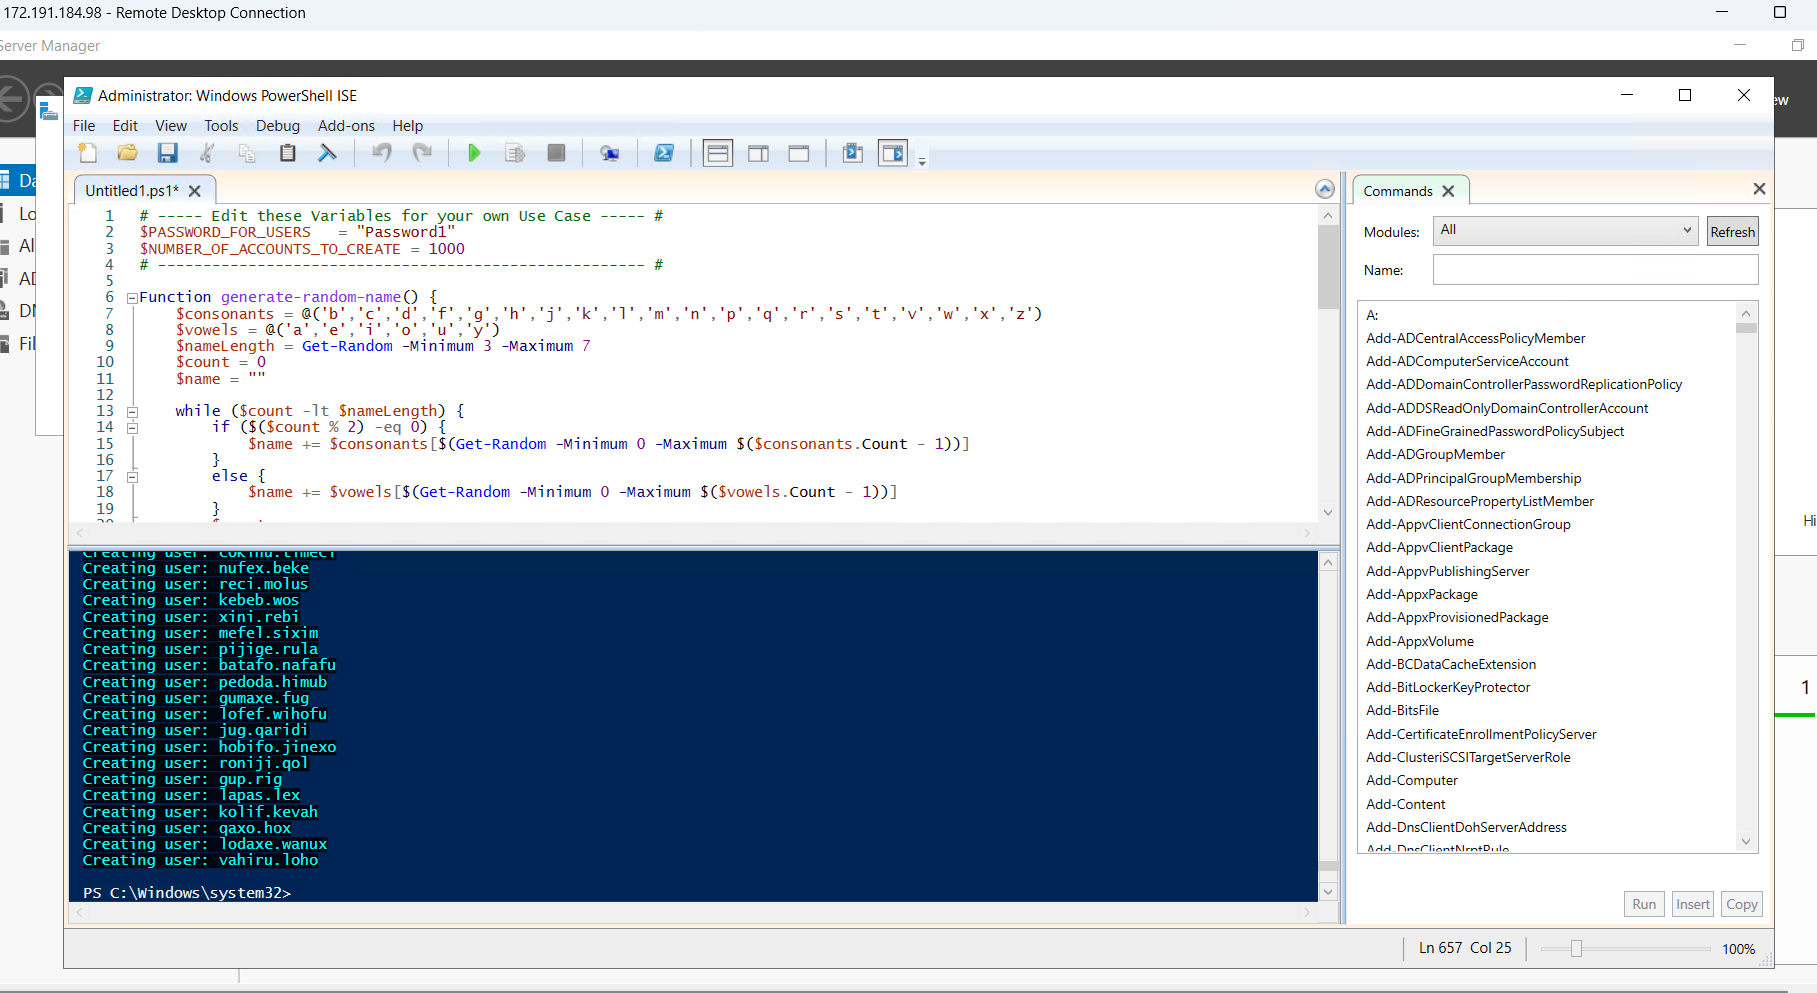 172.191.184.98 - Remote Desktop Connection
Server Manager
Administrator: Windows PowerShell ISE
File Edit View Tools Debug Add-ons Help
Untitled1.ps1*
1 # ----- Edit these Variables for your own Use Case ----- #
2 $PASSWORD_FOR_USERS   = "Password1"
3 $NUMBER_OF_ACCOUNTS_TO_CREATE = 1000
4 # ------------------------------------------------------ #
5
6 Function generate-random-name() {
7     $consonants = @('b','c','d','f','g','h','j','k','l','m','n','p','q','r','s','t','v','w','x','z')
8     $vowels = @('a','e','i','o','u','y')
9     $nameLength = Get-Random -Minimum 3 -Maximum 7
10     $count = 0
11     $name = ""
12
13     while ($count -lt $nameLength) {
14         if ($($count % 2) -eq 0) {
15             $name += $consonants[$(Get-Random -Minimum 0 -Maximum $($consonants.Count - 1))]
16         }
17         else {
18             $name += $vowels[$(Get-Random -Minimum 0 -Maximum $($vowels.Count - 1))]
19         }
Creating user:
Creating user: nufex.beke
Creating user: reci.molus
Creating user: kebeb.wos
Creating user: xini.rebi
Creating user: mefel.sixim
Creating user: pijige.rula
Creating user: batafo.nafafu
Creating user: pedoda.himub
Creating user: gumaxe.fug
Creating user: lofef.wihofu
Creating user: jug.qaridi
Creating user: hobifo.jinexo
Creating user: roniji.qol
Creating user: gup.rig
Creating user: lapas.lex
Creating user: kolif.kevah
Creating user: qaxo.hox
Creating user: lodaxe.wanux
Creating user: vahiru.loho
PS C:\Windows\system32>
Commands
Modules: All Refresh
Name:
A:
Add-ADCentralAccessPolicyMember
Add-ADComputerServiceAccount
Add-ADDomainControllerPasswordReplicationPolicy
Add-ADDSReadOnlyDomainControllerAccount
Add-ADFineGrainedPasswordPolicySubject
Add-ADGroupMember
Add-ADPrincipalGroupMembership
Add-ADResourcePropertyListMember
Add-AppvClientConnectionGroup
Add-AppvClientPackage
Add-AppvPublishingServer
Add-AppxPackage
Add-AppxProvisionedPackage
Add-AppxVolume
Add-BCDataCacheExtension
Add-BitLockerKeyProtector
Add-BitsFile
Add-CertificateEnrollmentPolicyServer
Add-ClusteriSCSITargetServerRole
Add-Computer
Add-Content
Add-DnsClientDohServerAddress
Add-DnsClientNrptRule
Run Insert Copy
Ln 657 Col 25
100%
1